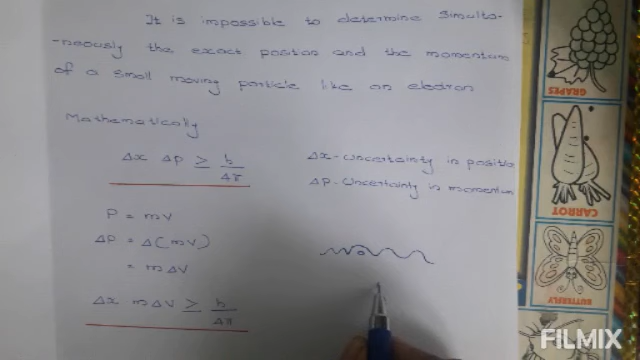 It is impossible to determine simulta-
-neously the exact position and the momentum
of a small moving particle like an electron
Mathematically
Δx Δp ≥ h/4π
Δx - Uncertainty in positio
ΔP - Uncertainty in momentum
P = mv
ΔP = Δ(mv)
= mΔv
Δx mΔv ≥ h/4π
GRAPES
CARROT
BUTTERFLY
FILMIX